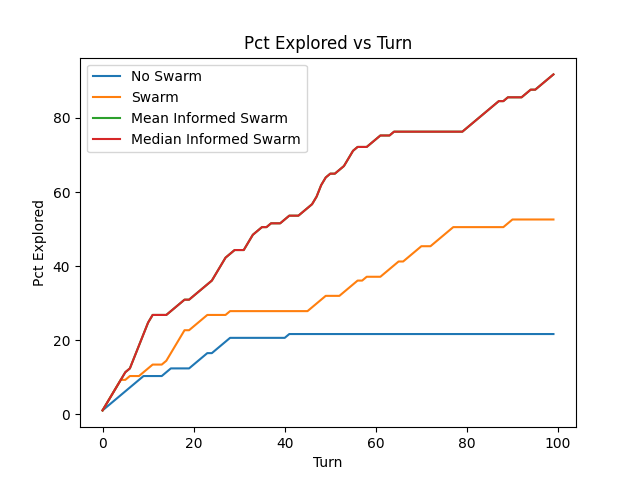 Pct Explored vs Turn
No Swarm
Swarm
Mean Informed Swarm
Median Informed Swarm
Pct Explored
80
60
40
20
0
0 20 40 60 80 100
Turn